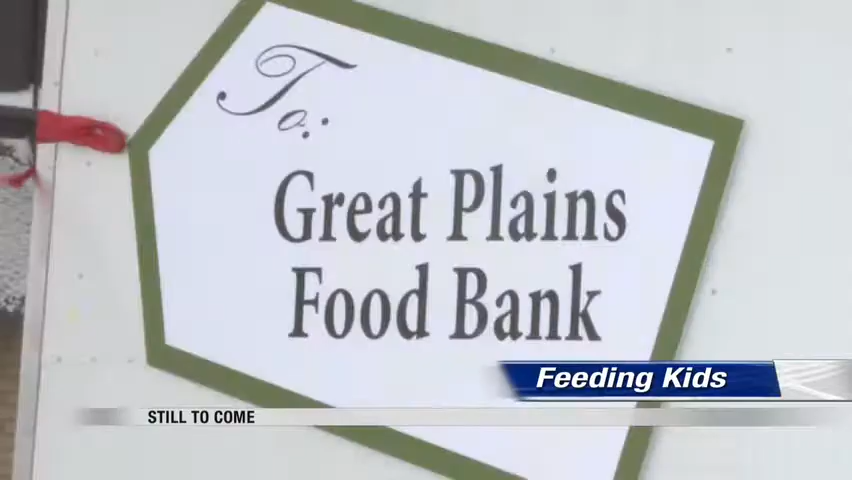 To:
Great Plains
Food Bank
Feeding Kids
STILL TO COME